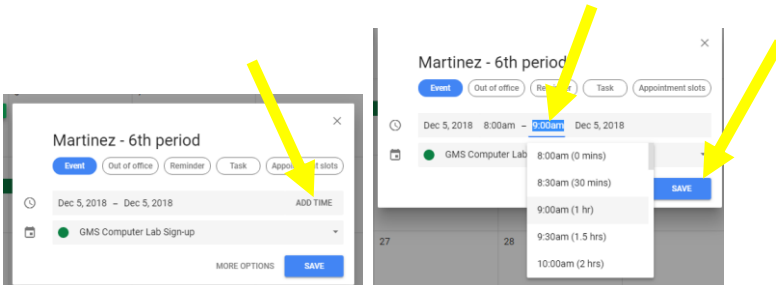 Martinez - 6th period
Event Out of office Reminder Task Appointment slots
Dec 5, 2018 – Dec 5, 2018 ADD TIME
GMS Computer Lab Sign-up
MORE OPTIONS SAVE
Martinez - 6th period
Event Out of office Reminder Task Appointment slots
Dec 5, 2018 8:00am – 9:00am Dec 5, 2018
GMS Computer Lab
8:00am (0 mins)
8:30am (30 mins)
SAVE
9:00am (1 hr)
27 28
9:30am (1.5 hrs)
10:00am (2 hrs)